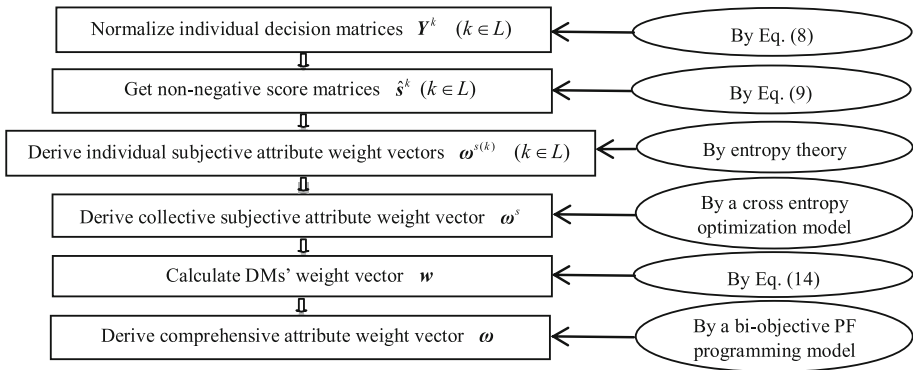 Normalize individual decision matrices Y^k (k ∈ L)
By Eq. (8)
Get non-negative score matrices ŝ^k (k ∈ L)
By Eq. (9)
Derive individual subjective attribute weight vectors ω^{s(k)} (k ∈ L)
By entropy theory
Derive collective subjective attribute weight vector ω^s
By a cross entropy
optimization model
Calculate DMs' weight vector w
By Eq. (14)
Derive comprehensive attribute weight vector ω
By a bi-objective PF
programming model